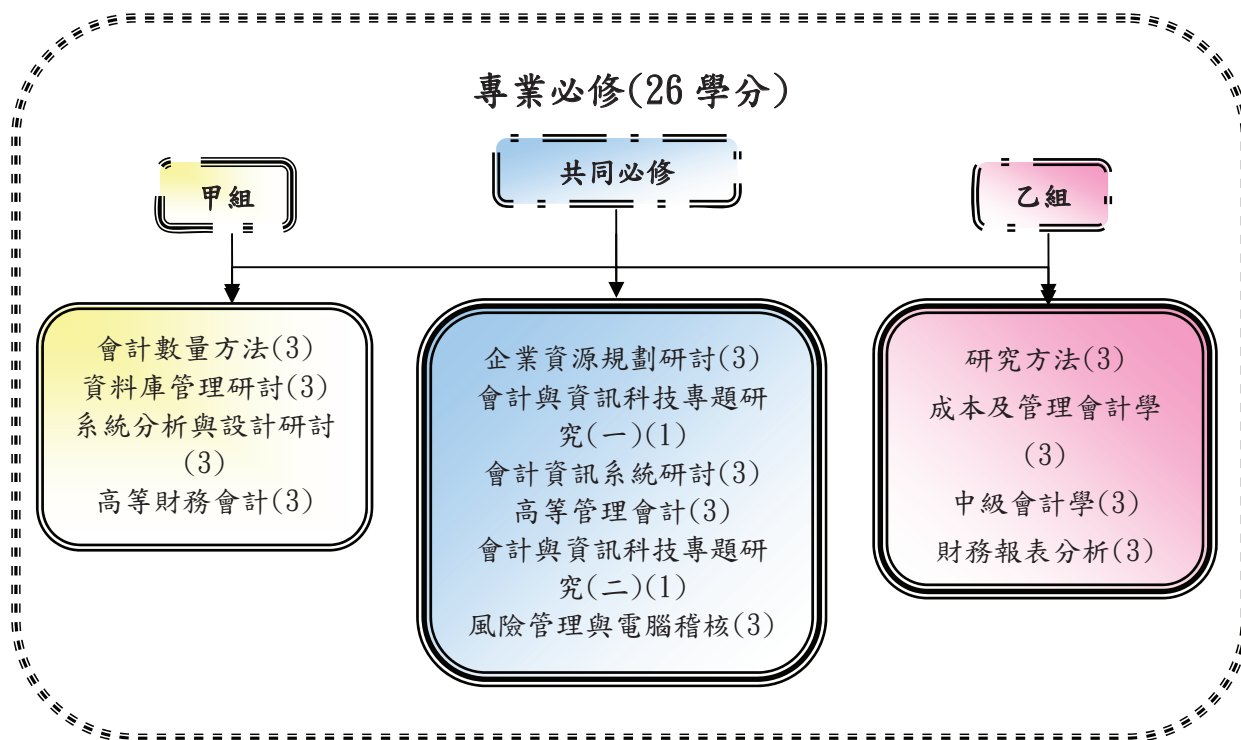 專業必修(26 學分)
甲組
共同必修
乙組
會計數量方法(3)
資料庫管理研討(3)
系統分析與設計研討
(3)
高等財務會計(3)
企業資源規劃研討(3)
會計與資訊科技專題研
究(一)(1)
會計資訊系統研討(3)
高等管理會計(3)
會計與資訊科技專題研
究(二)(1)
風險管理與電腦稽核(3)
研究方法(3)
成本及管理會計學
(3)
中級會計學(3)
財務報表分析(3)